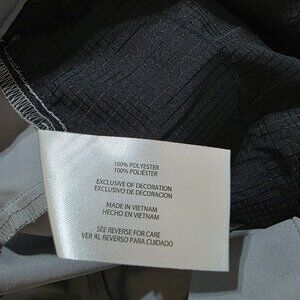 100% POLYESTER
100% POLIÉSTER
EXCLUSIVE OF DECORATION
EXCLUSIVO DE DECORACION
MADE IN VIETNAM
HECHO EN VIETNAM
SEE REVERSE FOR CARE
VER AL REVERSO PARA CUIDADO